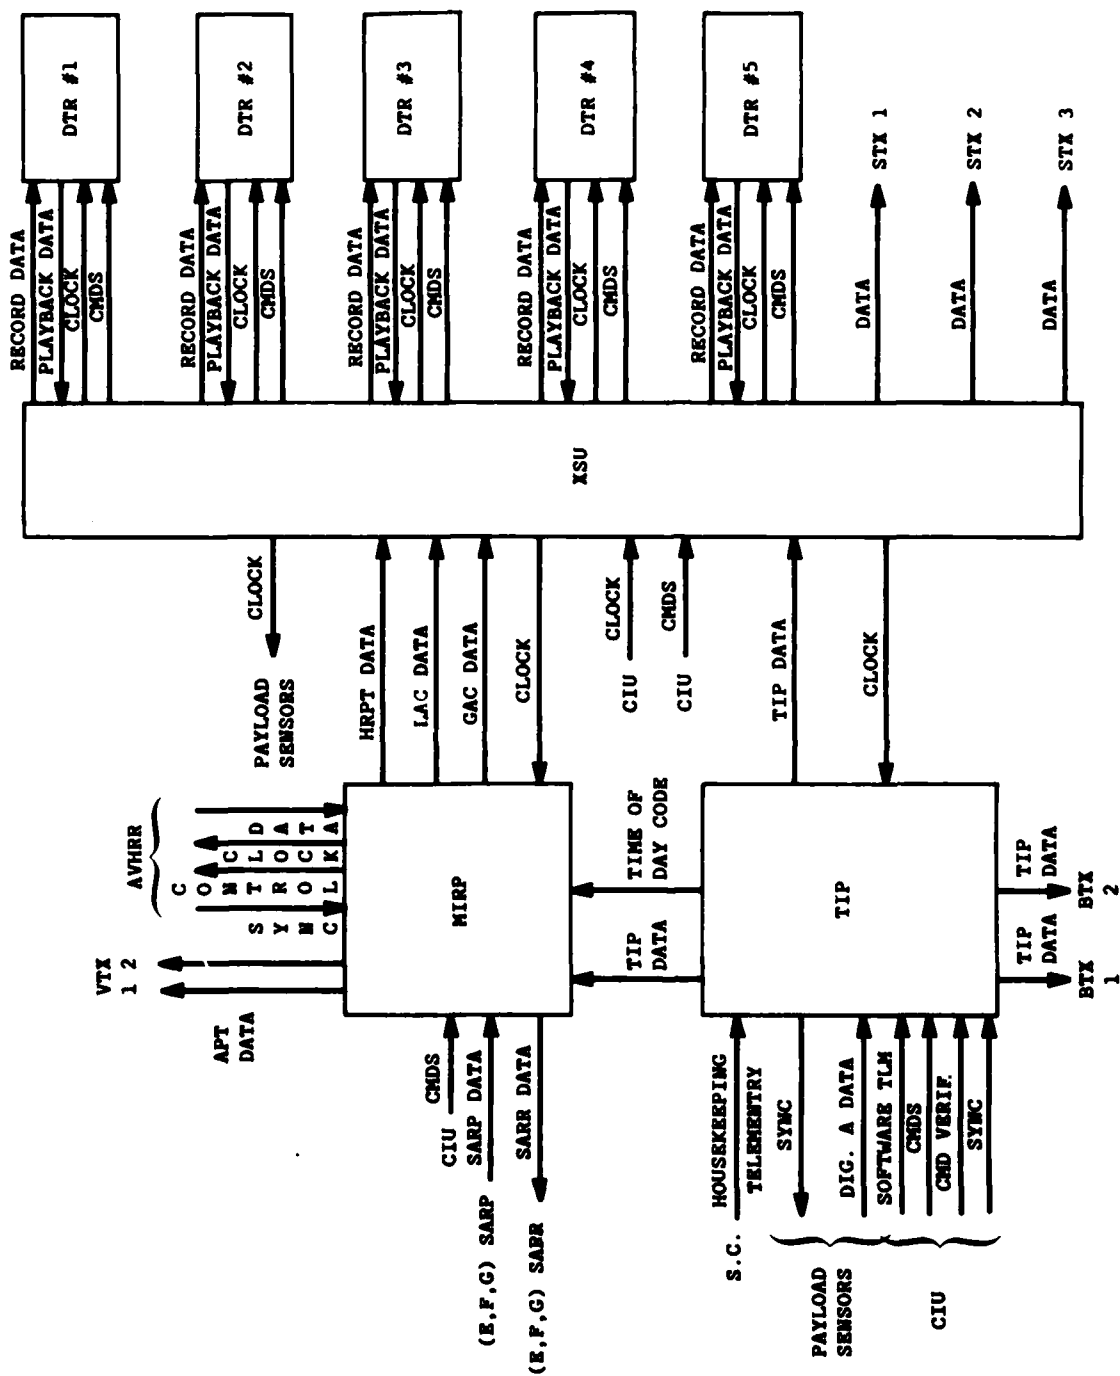 DTR #1
RECORD DATA
PLAYBACK DATA
CLOCK
CMDS
DTR #2
RECORD DATA
PLAYBACK DATA
CLOCK
CMDS
DTR #3
RECORD DATA
PLAYBACK DATA
CLOCK
CMDS
DTR #4
RECORD DATA
PLAYBACK DATA
CLOCK
CMDS
DTR #5
RECORD DATA
PLAYBACK DATA
CLOCK
CMDS
DATA
STX 1
DATA
STX 2
DATA
STX 3
XSU
CLOCK
PAYLOAD
SENSORS
HRPT DATA
LAC DATA
GAC DATA
CLOCK
CLOCK
CIU
CMDS
CIU
TIP DATA
CLOCK
AVHRR
SYNC
CONTROL
CLOCK
DATA
VTX
1 2
APT
DATA
MIRP
TIME OF
DAY CODE
TIP
DATA
TIP
TIP
DATA
BTX
1
TIP
DATA
BTX
2
CMDS
CIU
SARP DATA
(E,F,G) SARP
SARR DATA
(E,F,G) SARR
S.C.
HOUSEKEEPING
TELEMENTRY
SYNC
DIG. A DATA
PAYLOAD
SENSORS
SOFTWARE TLM
CMDS
CMD VERIF.
SYNC
CIU